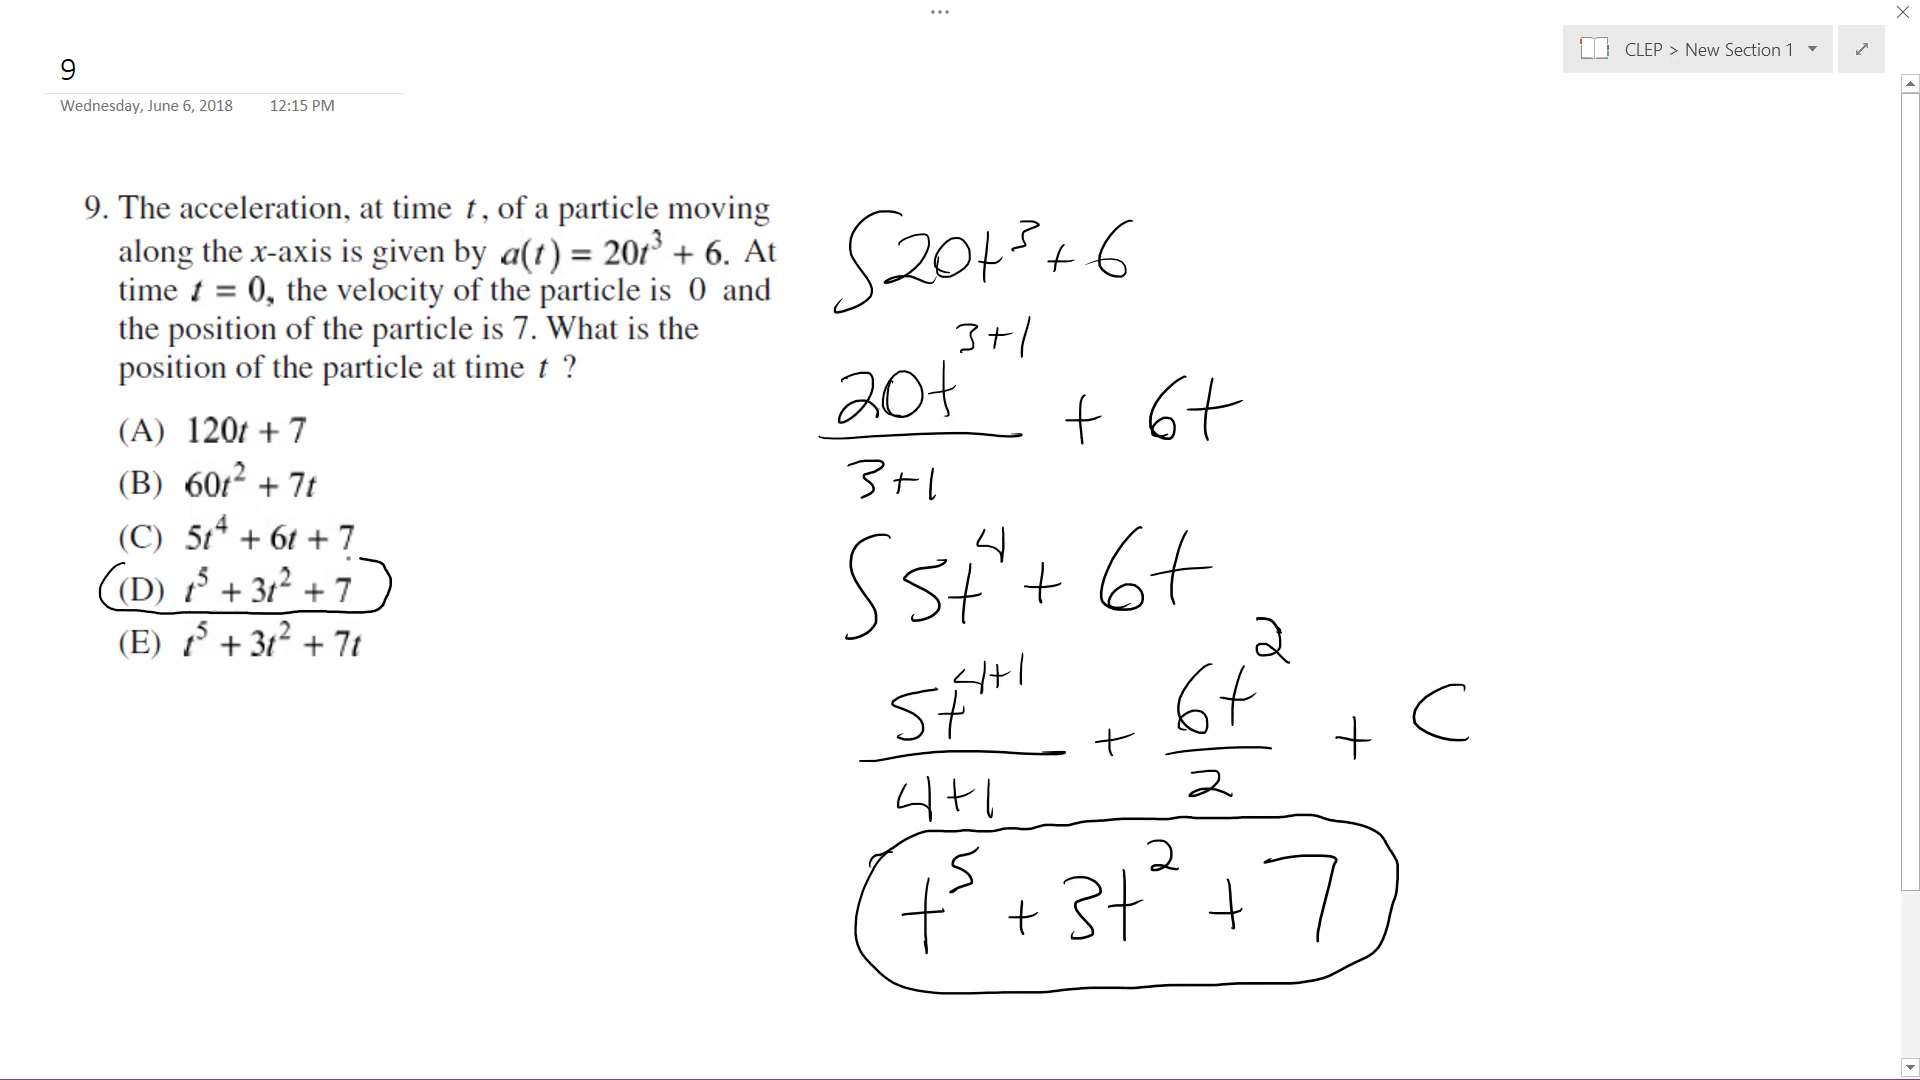 CLEP > New Section 1
9
Wednesday, June 6, 2018 12:15 PM
9. The acceleration, at time t, of a particle moving
along the x-axis is given by a(t) = 20t³ + 6. At
time t = 0, the velocity of the particle is 0 and
the position of the particle is 7. What is the
position of the particle at time t ?
(A) 120t + 7
(B) 60t² + 7t
(C) 5t⁴ + 6t + 7
(D) t⁵ + 3t² + 7
(E) t⁵ + 3t² + 7t
∫20t³ + 6
20t³⁺¹ + 6t
3+1
∫5t⁴ + 6t
5t⁴⁺¹ + 6t² + C
4+1 2
t⁵ + 3t² + 7